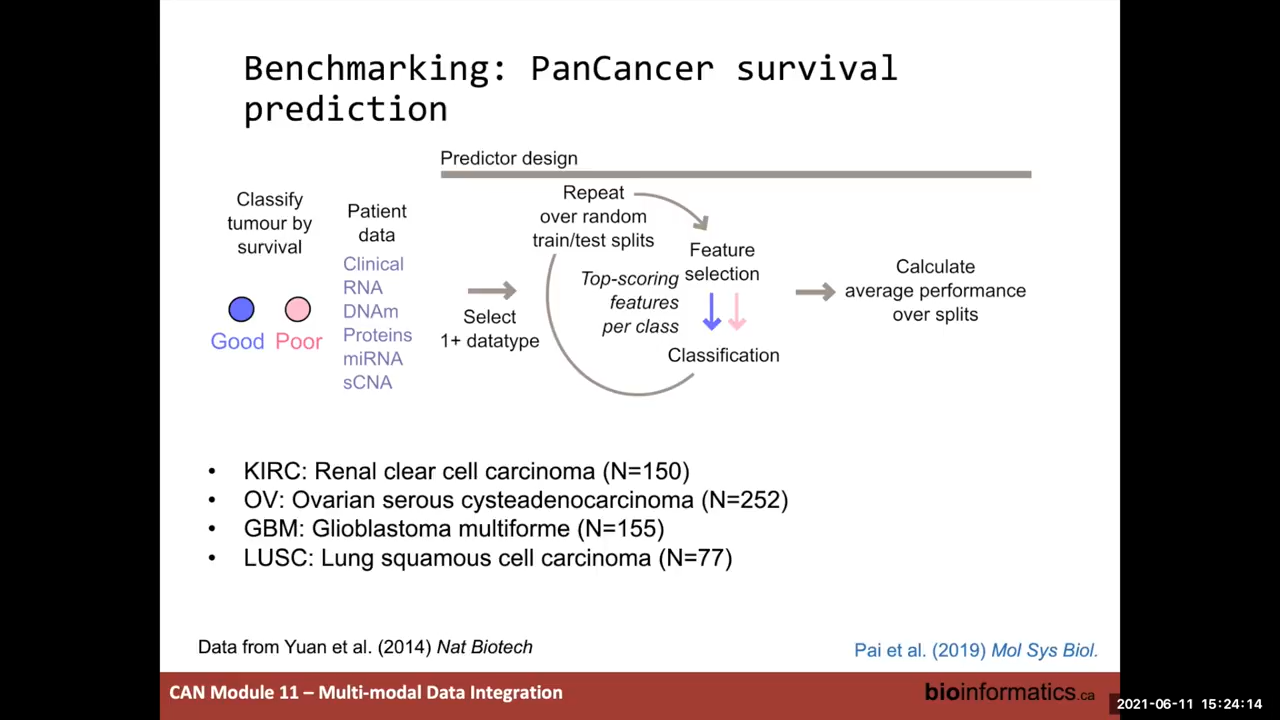 Benchmarking: PanCancer survival
prediction
Predictor design
Classify
tumour by
survival
Good Poor
Patient
data
Clinical
RNA
DNAm
Proteins
miRNA
sCNA
Select
1+ datatype
Repeat
over random
train/test splits
Top-scoring
features
per class
Feature
selection
Classification
Calculate
average performance
over splits
• KIRC: Renal clear cell carcinoma (N=150)
• OV: Ovarian serous cysteadenocarcinoma (N=252)
• GBM: Glioblastoma multiforme (N=155)
• LUSC: Lung squamous cell carcinoma (N=77)
Data from Yuan et al. (2014) Nat Biotech
Pai et al. (2019) Mol Sys Biol.
CAN Module 11 – Multi-modal Data Integration
bioinformatics.ca
2021-06-11 15:24:14